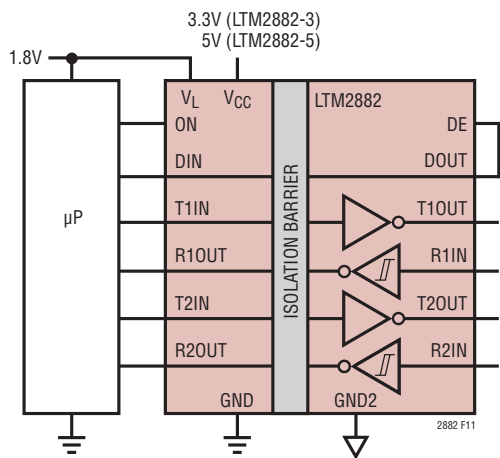 3.3V (LTM2882-3)
5V (LTM2882-5)
1.8V
VL VCC LTM2882
ON DE
DIN DOUT
µP
T1IN T1OUT
R1OUT R1IN
T2IN T2OUT
R2OUT R2IN
ISOLATION BARRIER
GND GND2
2882 F11